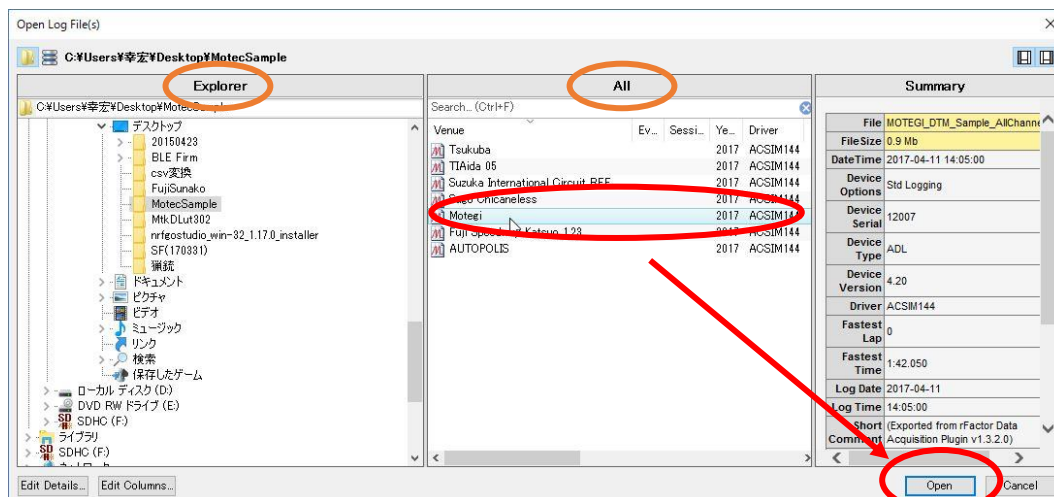 Open Log File(s)
C:¥Users¥幸宏¥Desktop¥MotecSample
Explorer
C:¥Users¥幸宏¥Desktop¥MotecSample
デスクトップ
20150423
BLE Firm
csv変換
FujiSunako
MotecSample
MtkDLut302
nrfgostudio_win-32_1.17.0_installer
SF(170331)
猟銃
ドキュメント
ピクチャ
ビデオ
ミュージック
リンク
検索
保存したゲーム
ローカル ディスク (D:)
DVD RW ドライブ (E:)
SDHC (F:)
ライブラリ
SDHC (F:)
All
Search... (Ctrl+F)
Venue Ev... Sessi... Ye... Driver
Tsukuba 2017 ACSIM144
TIAida 05 2017 ACSIM144
Suzuka International Circuit REF 2017 ACSIM144
Sugo Chicaneless 2017 ACSIM144
Motegi 2017 ACSIM144
Fuji Speedway Katsuo 1.23 2017 ACSIM144
AUTOPOLIS 2017 ACSIM144
Summary
File MOTEGI_DTM_Sample_AllChanne
FileSize 0.9 Mb
DateTime 2017-04-11 14:05:00
Device Options Std Logging
Device Serial 12007
Device Type ADL
Device Version 4.20
Driver ACSIM144
Fastest Lap 0
Fastest Time 1:42.050
Log Date 2017-04-11
Log Time 14:05:00
Short Comment (Exported from rFactor Data Acquisition Plugin v1.3.2.0)
Edit Details... Edit Columns... Open Cancel